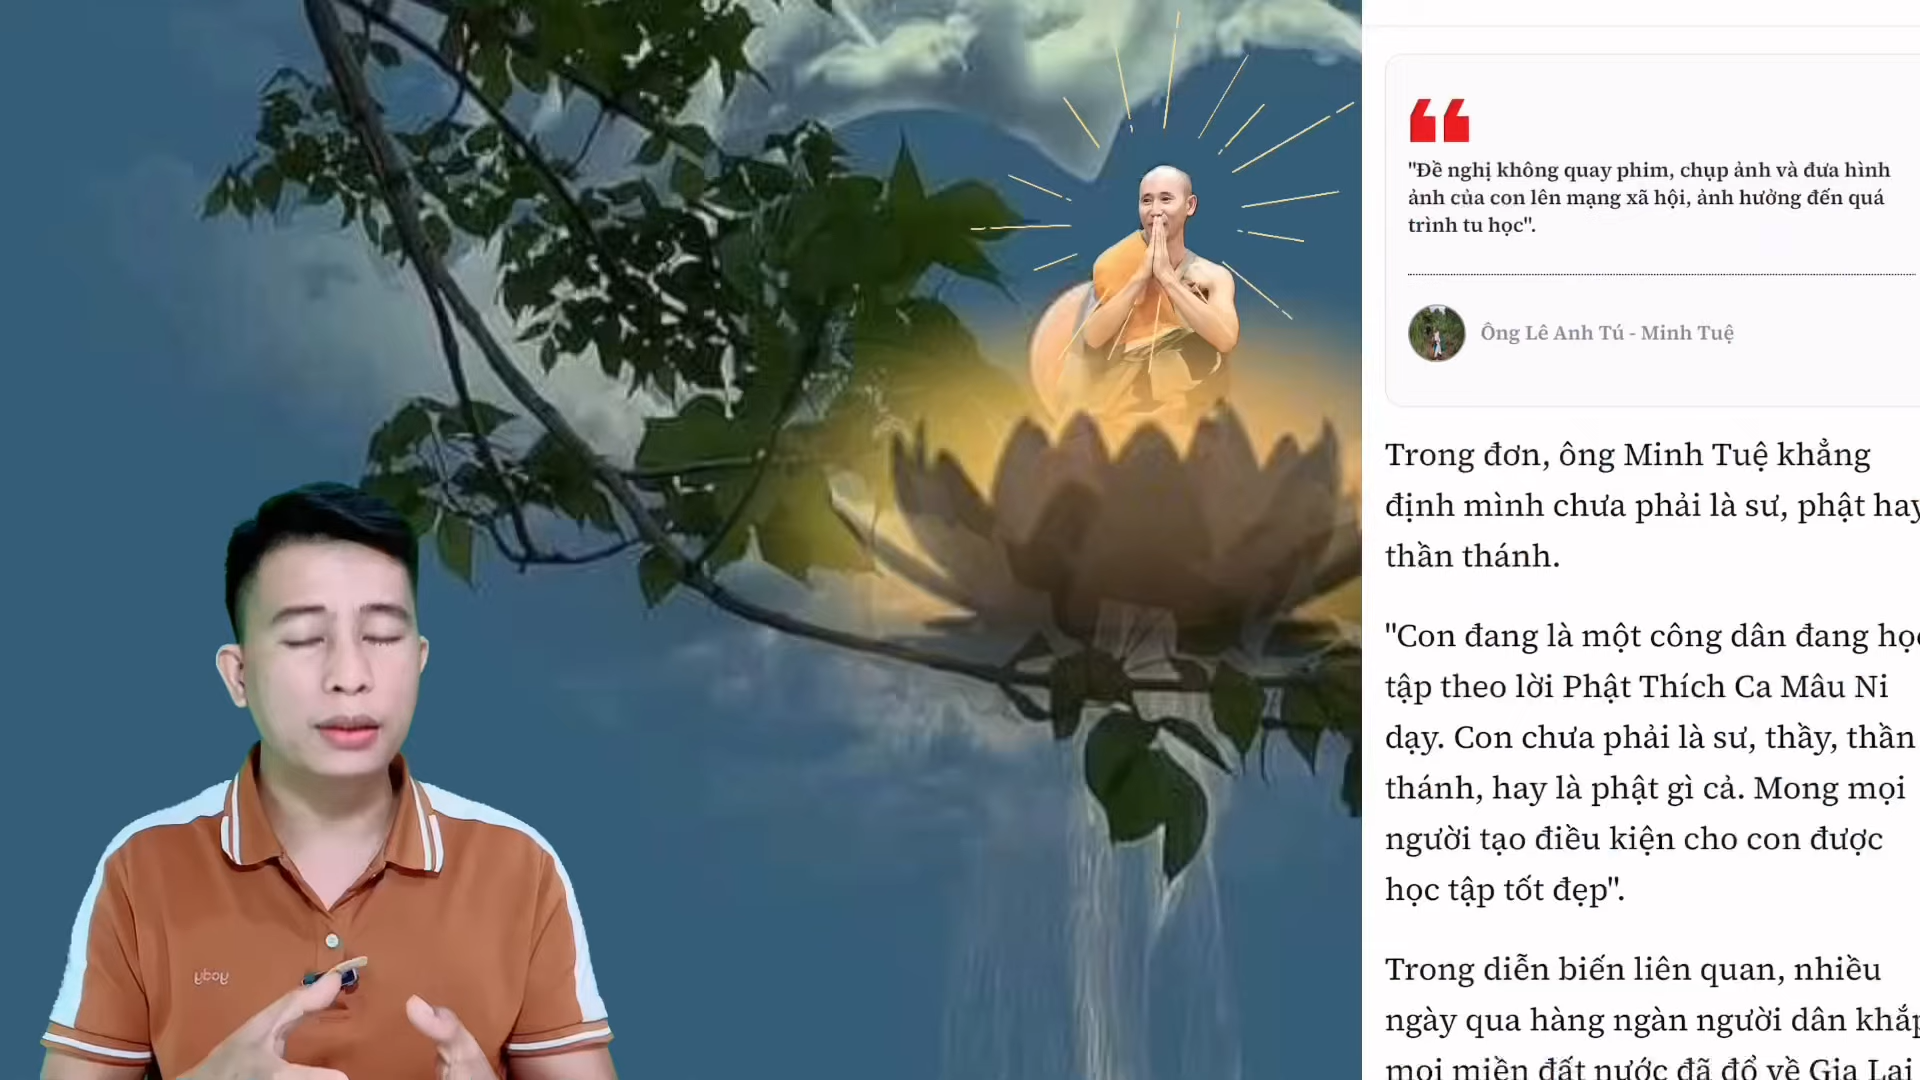 "Đề nghị không quay phim, chụp ảnh và đưa hình
ảnh của con lên mạng xã hội, ảnh hưởng đến quá
trình tu học".
Ông Lê Anh Tú - Minh Tuệ
Trong đơn, ông Minh Tuệ khẳng
định mình chưa phải là sư, phật hay
thần thánh.
"Con đang là một công dân đang
tập theo lời Phật Thích Ca Mâu Ni
dạy. Con chưa phải là sư, thầy, thần
thánh, hay là phật gì cả. Mong mọi
người tạo điều kiện cho con được
học tập tốt đẹp".
Trong diễn biến liên quan, nhiều
ngày qua hàng ngàn người dân
mọi miền đất nước đã đổ về Gia Lai